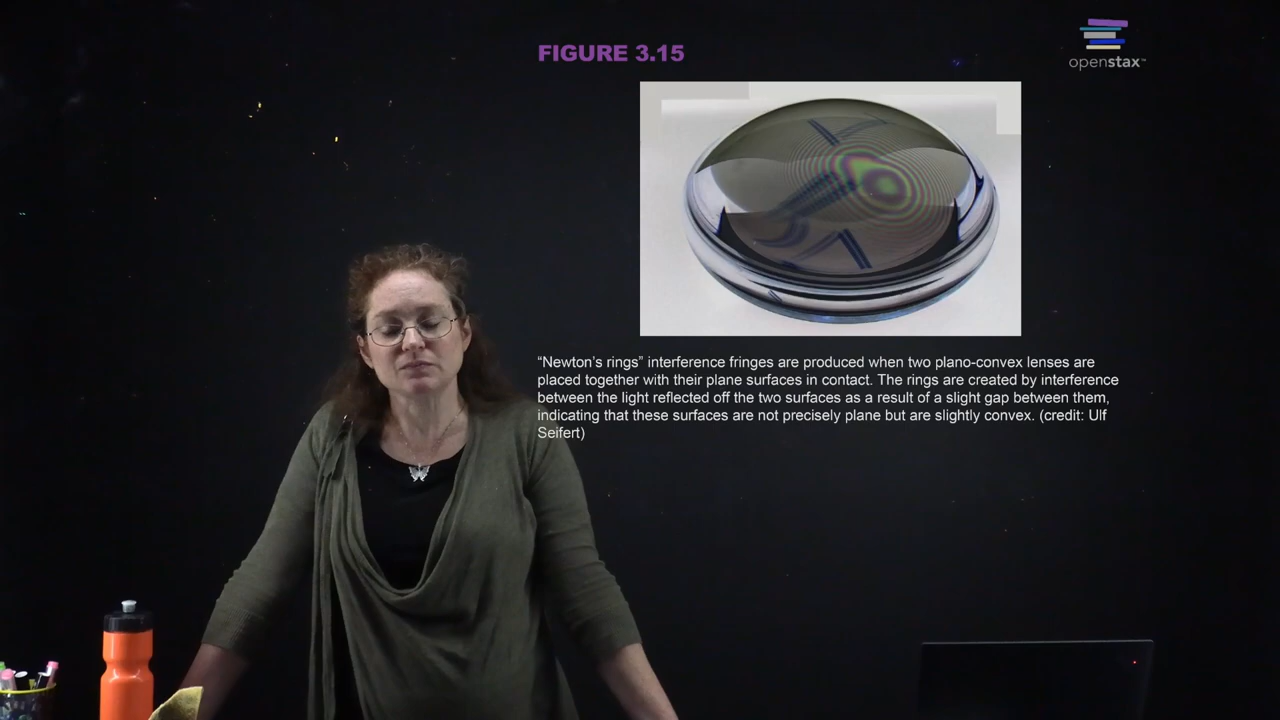 FIGURE 3.15
openstax™
“Newton’s rings” interference fringes are produced when two plano-convex lenses are
placed together with their plane surfaces in contact. The rings are created by interference
between the light reflected off the two surfaces as a result of a slight gap between them,
indicating that these surfaces are not precisely plane but are slightly convex. (credit: Ulf
Seifert)